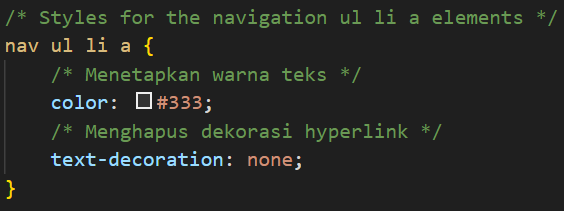 /* Styles for the navigation ul li a elements */
nav ul li a {
/* Menetapkan warna teks */
color: #333;
/* Menghapus dekorasi hyperlink */
text-decoration: none;
}